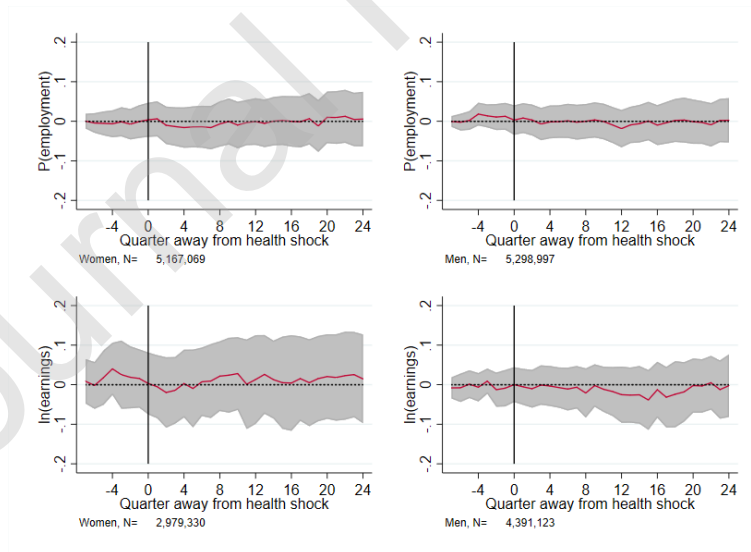 Journal
.2
.1
0
-.1
-.2
P(employment)
-4 0 4 8 12 16 20 24
Quarter away from health shock
Women, N= 5,167,069
.2
.1
0
-.1
-.2
P(employment)
-4 0 4 8 12 16 20 24
Quarter away from health shock
Men, N= 5,298,997
.2
.1
0
-.1
-.2
ln(earnings)
-4 0 4 8 12 16 20 24
Quarter away from health shock
Women, N= 2,979,330
.2
.1
0
-.1
-.2
ln(earnings)
-4 0 4 8 12 16 20 24
Quarter away from health shock
Men, N= 4,391,123